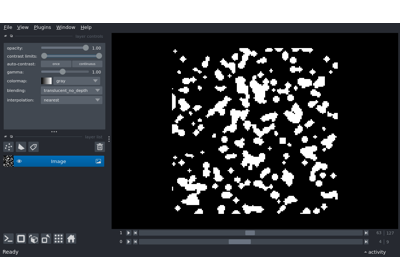 File View Plugins Window Help
opacity: 1.00
contrast limits:
auto-contrast: once continuous
gamma: 1.00
colormap: gray
blending: translucent_no_depth
interpolation: nearest
Image
1
0
Ready
activity